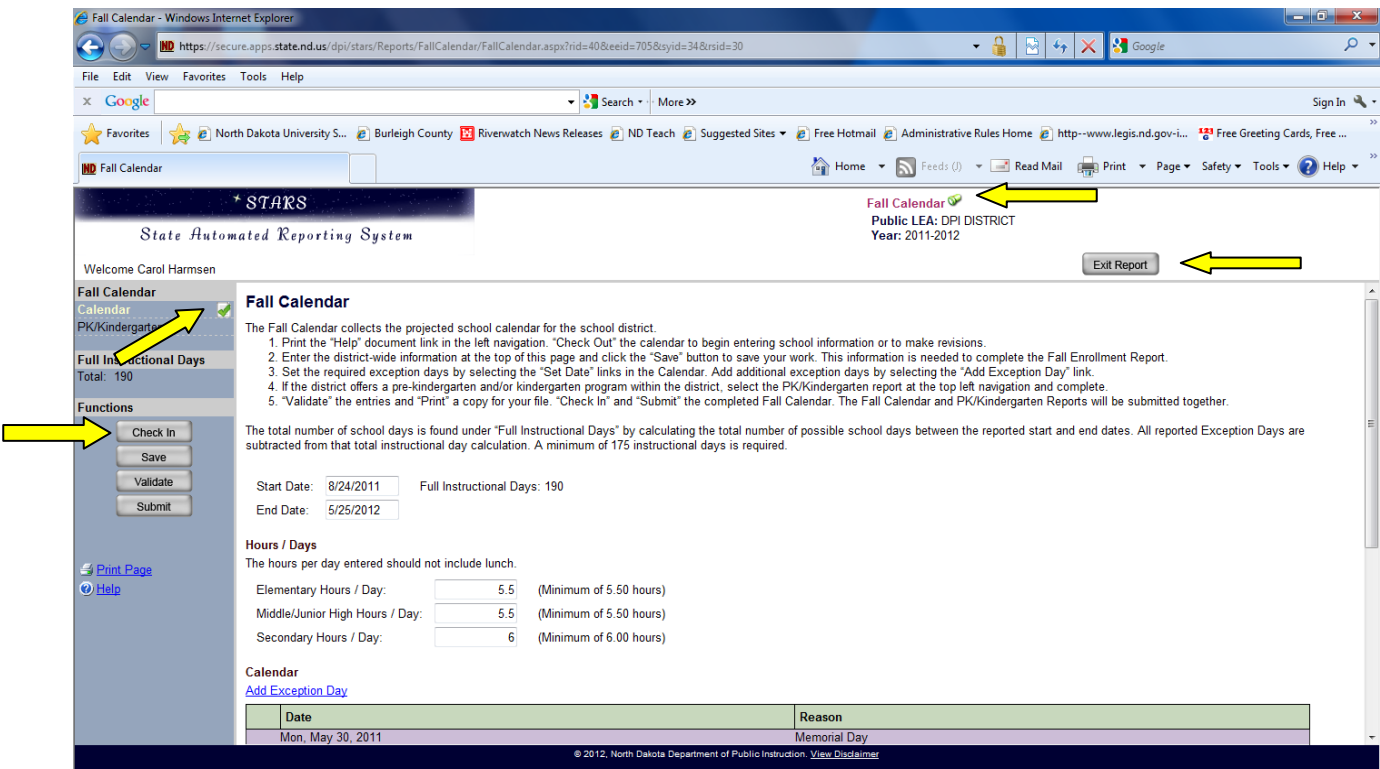 Fall Calendar - Windows Internet Explorer
https://secure.apps.state.nd.us/dpi/stars/Reports/FallCalendar/FallCalendar.aspx?rid=40&eeid=705&syid=34&rsid=30
Google
File Edit View Favorites Tools Help
x Google Search More >> Sign In
Favorites North Dakota University S... Burleigh County Riverwatch News Releases ND Teach Suggested Sites Free Hotmail Administrative Rules Home http--www.legis.nd.gov-i... Free Greeting Cards, Free ...
ND Fall Calendar Home Feeds (J) Read Mail Print Page Safety Tools Help
STARS
State Automated Reporting System
Fall Calendar
Public LEA: DPI DISTRICT
Year: 2011-2012
Welcome Carol Harmsen
Exit Report
Fall Calendar
Calendar
PK/Kindergarten
Full Instructional Days
Total: 190
Functions
Check In
Save
Validate
Submit
Print Page
Help
Fall Calendar
The Fall Calendar collects the projected school calendar for the school district.
1. Print the “Help” document link in the left navigation. “Check Out” the calendar to begin entering school information or to make revisions.
2. Enter the district-wide information at the top of this page and click the “Save” button to save your work. This information is needed to complete the Fall Enrollment Report.
3. Set the required exception days by selecting the “Set Date” links in the Calendar. Add additional exception days by selecting the “Add Exception Day” link.
4. If the district offers a pre-kindergarten and/or kindergarten program within the district, select the PK/Kindergarten report at the top left navigation and complete.
5. “Validate” the entries and “Print” a copy for your file. “Check In” and “Submit” the completed Fall Calendar. The Fall Calendar and PK/Kindergarten Reports will be submitted together.
The total number of school days is found under “Full Instructional Days” by calculating the total number of possible school days between the reported start and end dates. All reported Exception Days are
subtracted from that total instructional day calculation. A minimum of 175 instructional days is required.
Start Date: 8/24/2011 Full Instructional Days: 190
End Date: 5/25/2012
Hours / Days
The hours per day entered should not include lunch.
Elementary Hours / Day: 5.5 (Minimum of 5.50 hours)
Middle/Junior High Hours / Day: 5.5 (Minimum of 5.50 hours)
Secondary Hours / Day: 6 (Minimum of 6.00 hours)
Calendar
Add Exception Day
Date Reason
Mon, May 30, 2011 Memorial Day
© 2012, North Dakota Department of Public Instruction. View Disclaimer